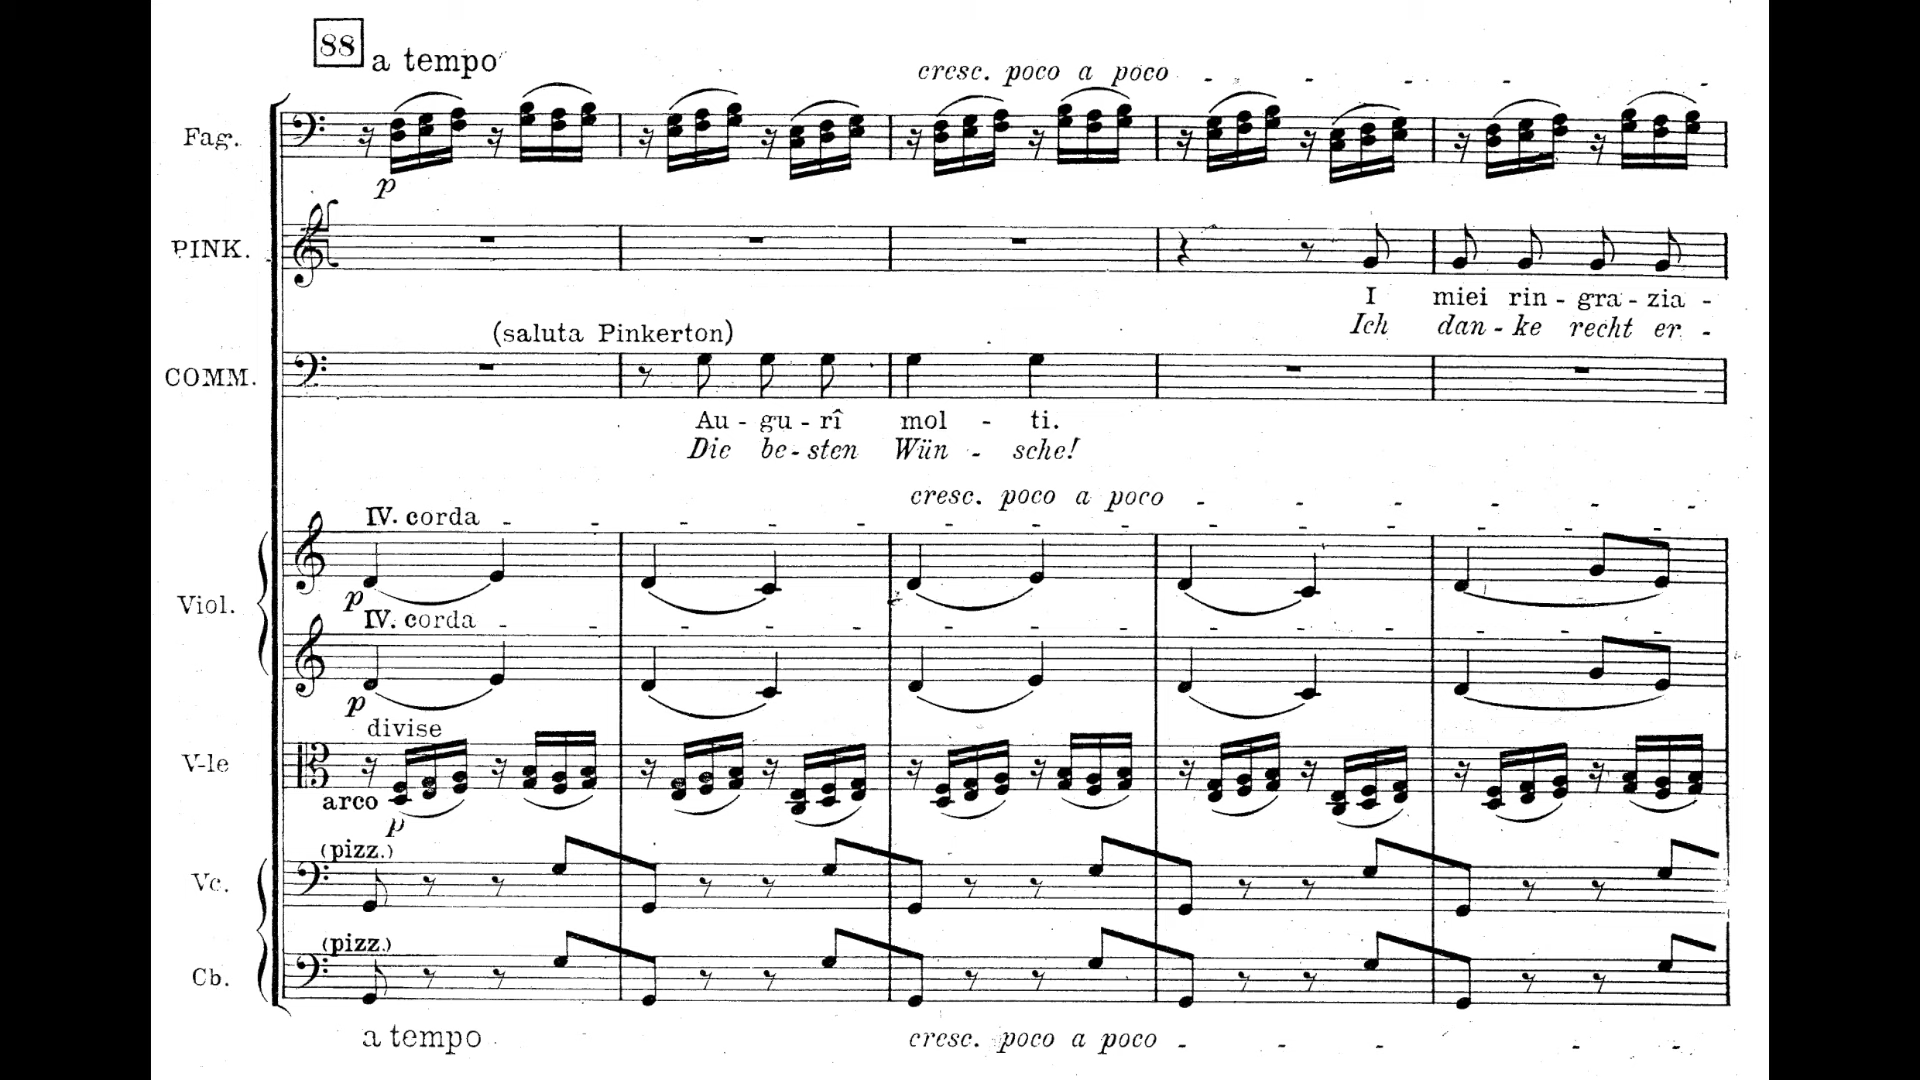 88 a tempo
cresc. poco a poco
Fag.
p
PINK.
I miei rin - gra - zia -
Ich dan - ke recht er -
(saluta Pinkerton)
COMM.
Au - gu - rî mol - ti.
Die be - sten Wün - sche!
cresc. poco a poco
IV. corda
Viol.
p
IV. corda
p
divise
V-le
arco
p
(pizz.)
Vc.
(pizz.)
Cb.
a tempo cresc. poco a poco